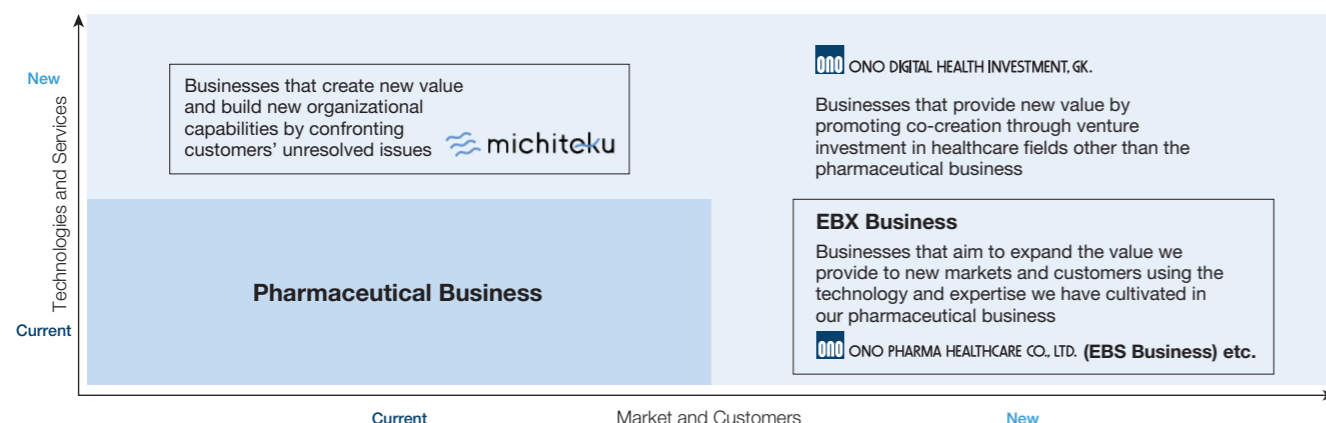 New
Technologies and Services
Current
Businesses that create new value
and build new organizational
capabilities by confronting
customers' unresolved issues
michiteku
Pharmaceutical Business
ono ONO DIGITAL HEALTH INVESTMENT, GK.
Businesses that provide new value by
promoting co-creation through venture
investment in healthcare fields other than the
pharmaceutical business
EBX Business
Businesses that aim to expand the value we
provide to new markets and customers using the
technology and expertise we have cultivated in
our pharmaceutical business
ono ONO PHARMA HEALTHCARE CO., LTD. (EBS Business) etc.
Current
Market and Customers
New